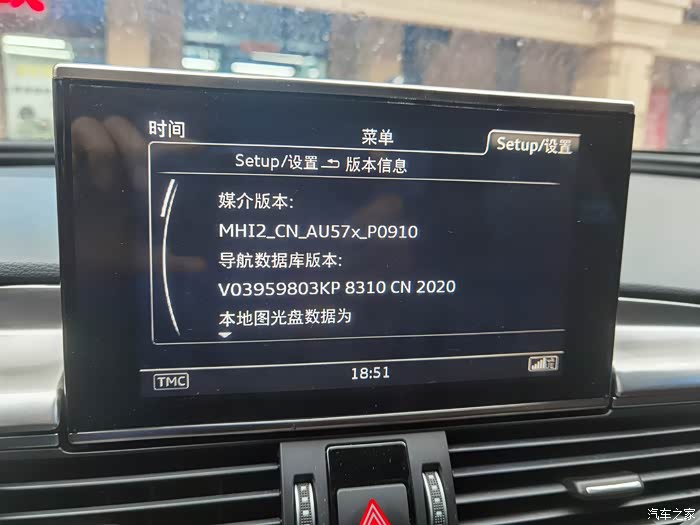 时间
菜单
Setup/设置
Setup/设置 版本信息
媒介版本:
MHI2_CN_AU57x_P0910
导航数据库版本:
V03959803KP 8310 CN 2020
本地图光盘数据为
TMC
18:51
汽车之家